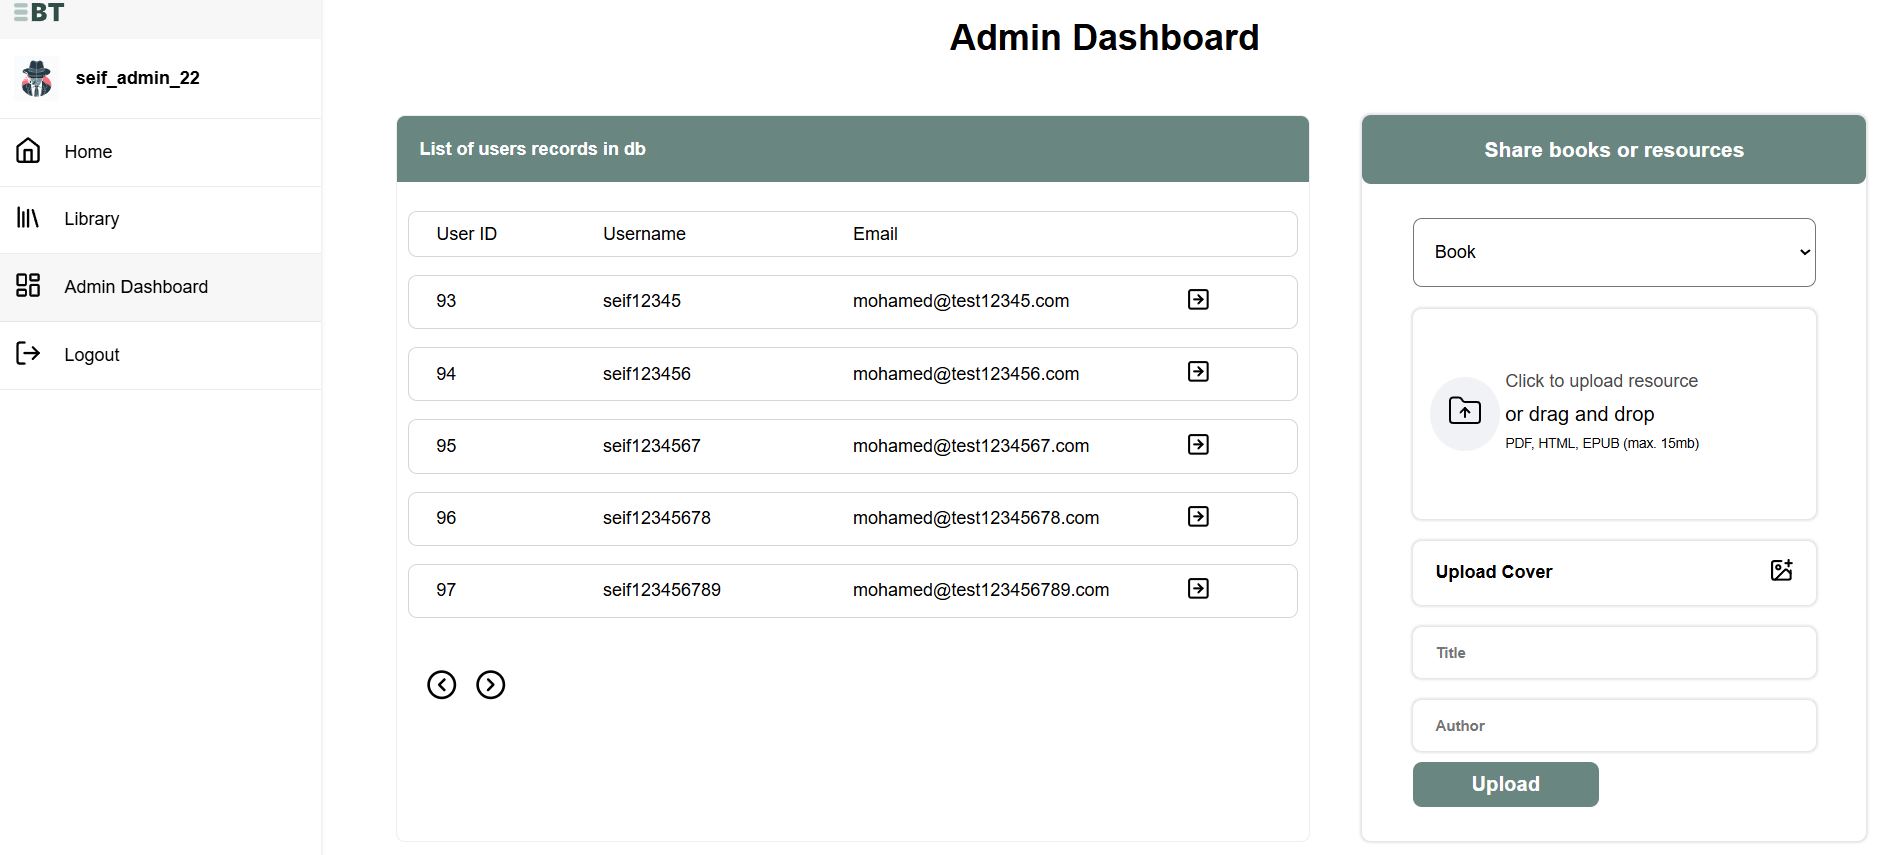 BT
seif_admin_22
Home
Library
Admin Dashboard
Logout
Admin Dashboard
List of users records in db
User ID Username Email
93 seif12345 mohamed@test12345.com
94 seif123456 mohamed@test123456.com
95 seif1234567 mohamed@test1234567.com
96 seif12345678 mohamed@test12345678.com
97 seif123456789 mohamed@test123456789.com
Share books or resources
Book
Click to upload resource
or drag and drop
PDF, HTML, EPUB (max. 15mb)
Upload Cover
Title
Author
Upload